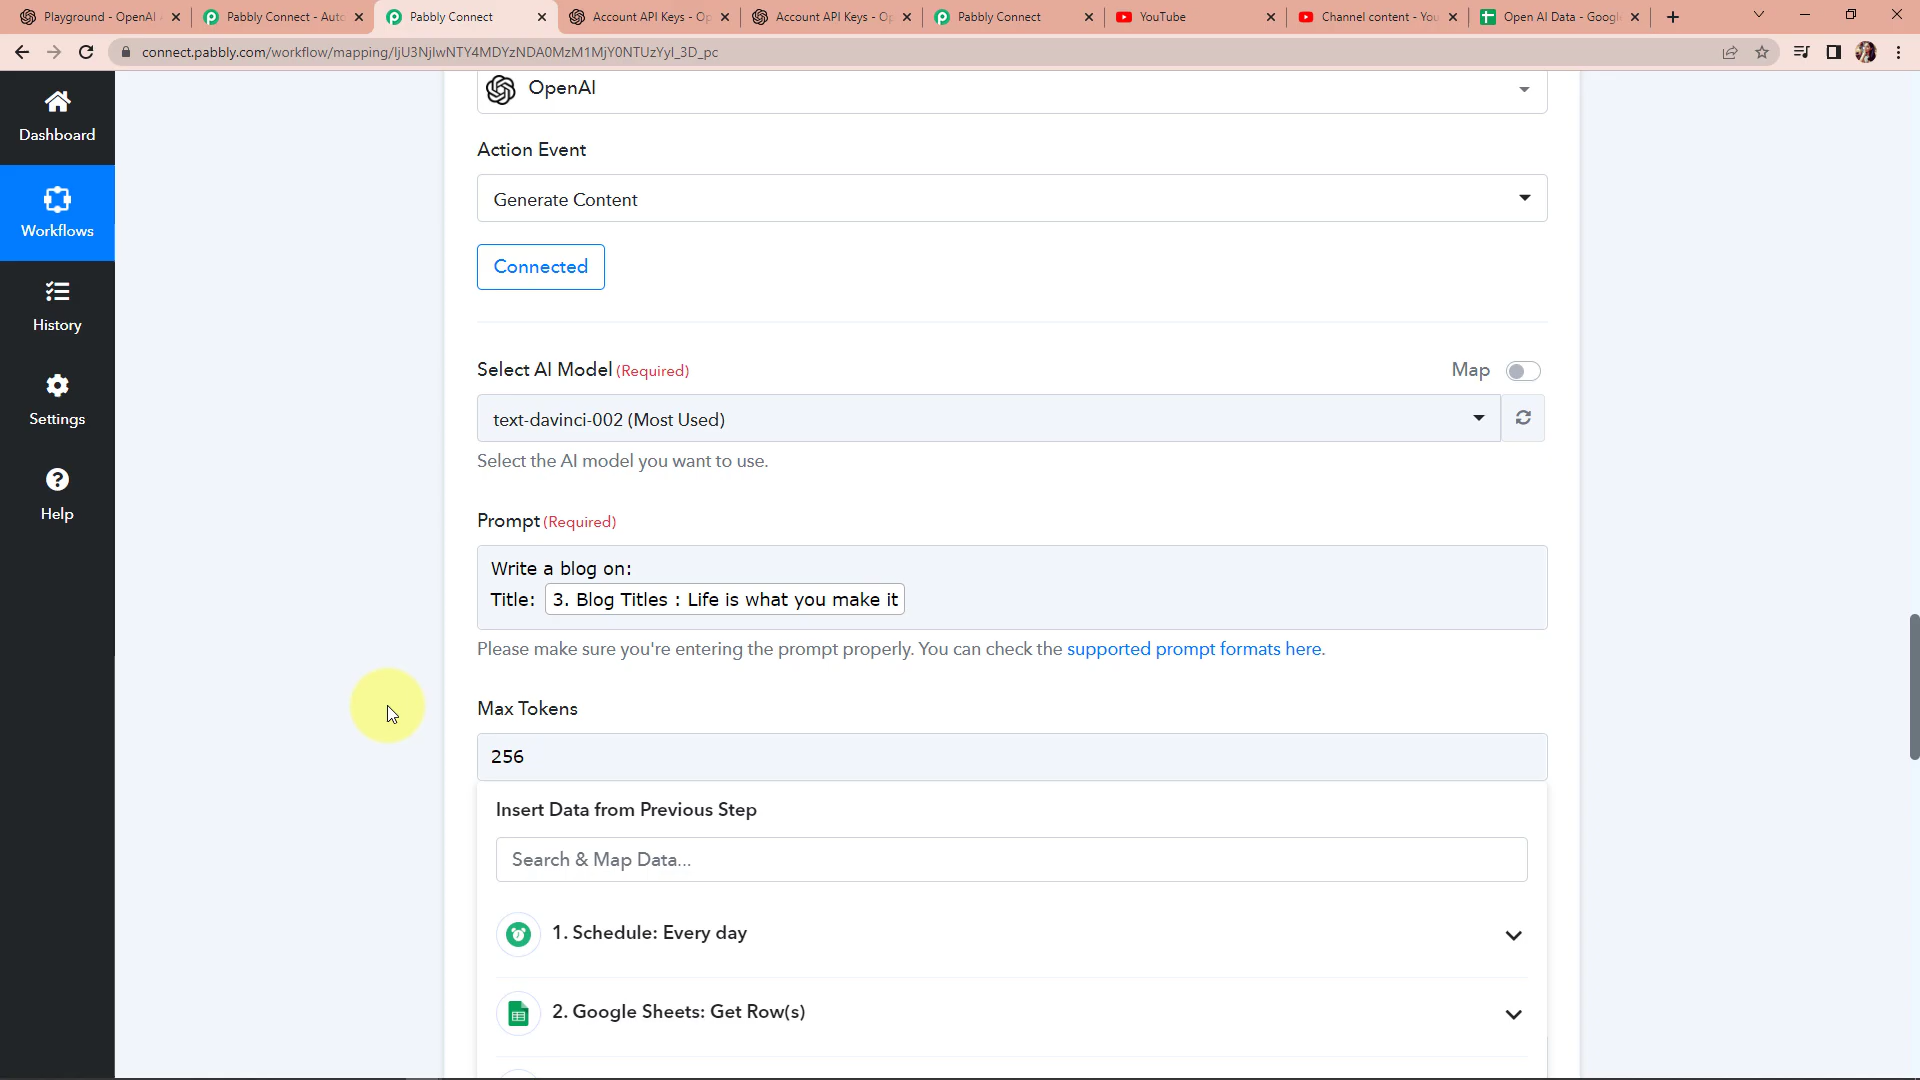 Playground - OpenAI
Pabbly Connect - Auto
Pabbly Connect
Account API Keys - Op
Account API Keys - Op
Pabbly Connect
YouTube
Channel content - You
Open AI Data - Google
connect.pabbly.com/workflow/mapping/
OpenAI
Dashboard
Action Event
Generate Content
Workflows
Connected
History
Select AI Model (Required)
Map
text-davinci-002 (Most Used)
Settings
Select the AI model you want to use.
Help
Prompt (Required)
Write a blog on:
Title: 3. Blog Titles : Life is what you make it
Please make sure you're entering the prompt properly. You can check the supported prompt formats here.
Max Tokens
256
Insert Data from Previous Step
Search & Map Data...
1. Schedule: Every day
2. Google Sheets: Get Row(s)